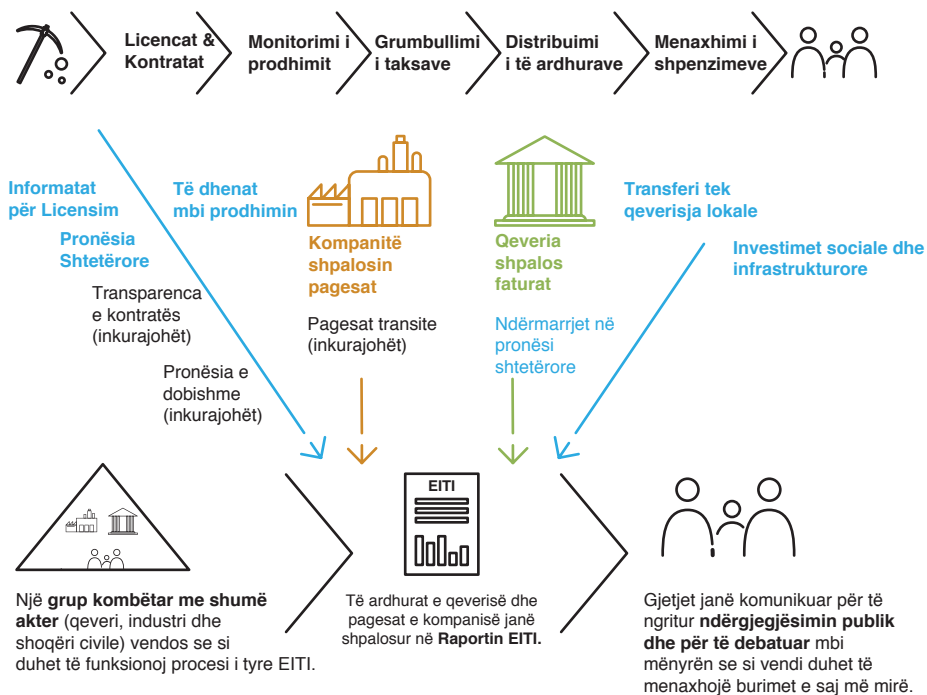 Licencat &
Kontratat
Monitorimi i
prodhimit
Grumbullimi
i taksave
Distribuimi
i të ardhurave
Menaxhimi i
shpenzimeve
Informatat
për Licensim
Pronësia
Shtetërore
Transparenca
e kontratës
(inkurajohët)
Pronësia e
dobishme
(inkurajohët)
Të dhenat
mbi prodhimin
Kompanitë
shpalosin
pagesat
Pagesat transite
(inkurajohët)
Qeveria
shpalos
faturat
Ndërmarrjet në
pronësi
shtetërore
Transferi tek
qeverisja lokale
Investimet sociale dhe
infrastrukturore
EITI
Një grup kombëtar me shumë
akter (qeveri, industri dhe
shoqëri civile) vendos se si
duhet të funksionoj procesi i tyre EITI.
Të ardhurat e qeverisë dhe
pagesat e kompanisë janë
shpalosur në Raportin EITI.
Gjetjet janë komunikuar për të
ngritur ndërgjegjësimin publik
dhe për të debatuar mbi
mënyrën se si vendi duhet të
menaxhojë burimet e saj më mirë.